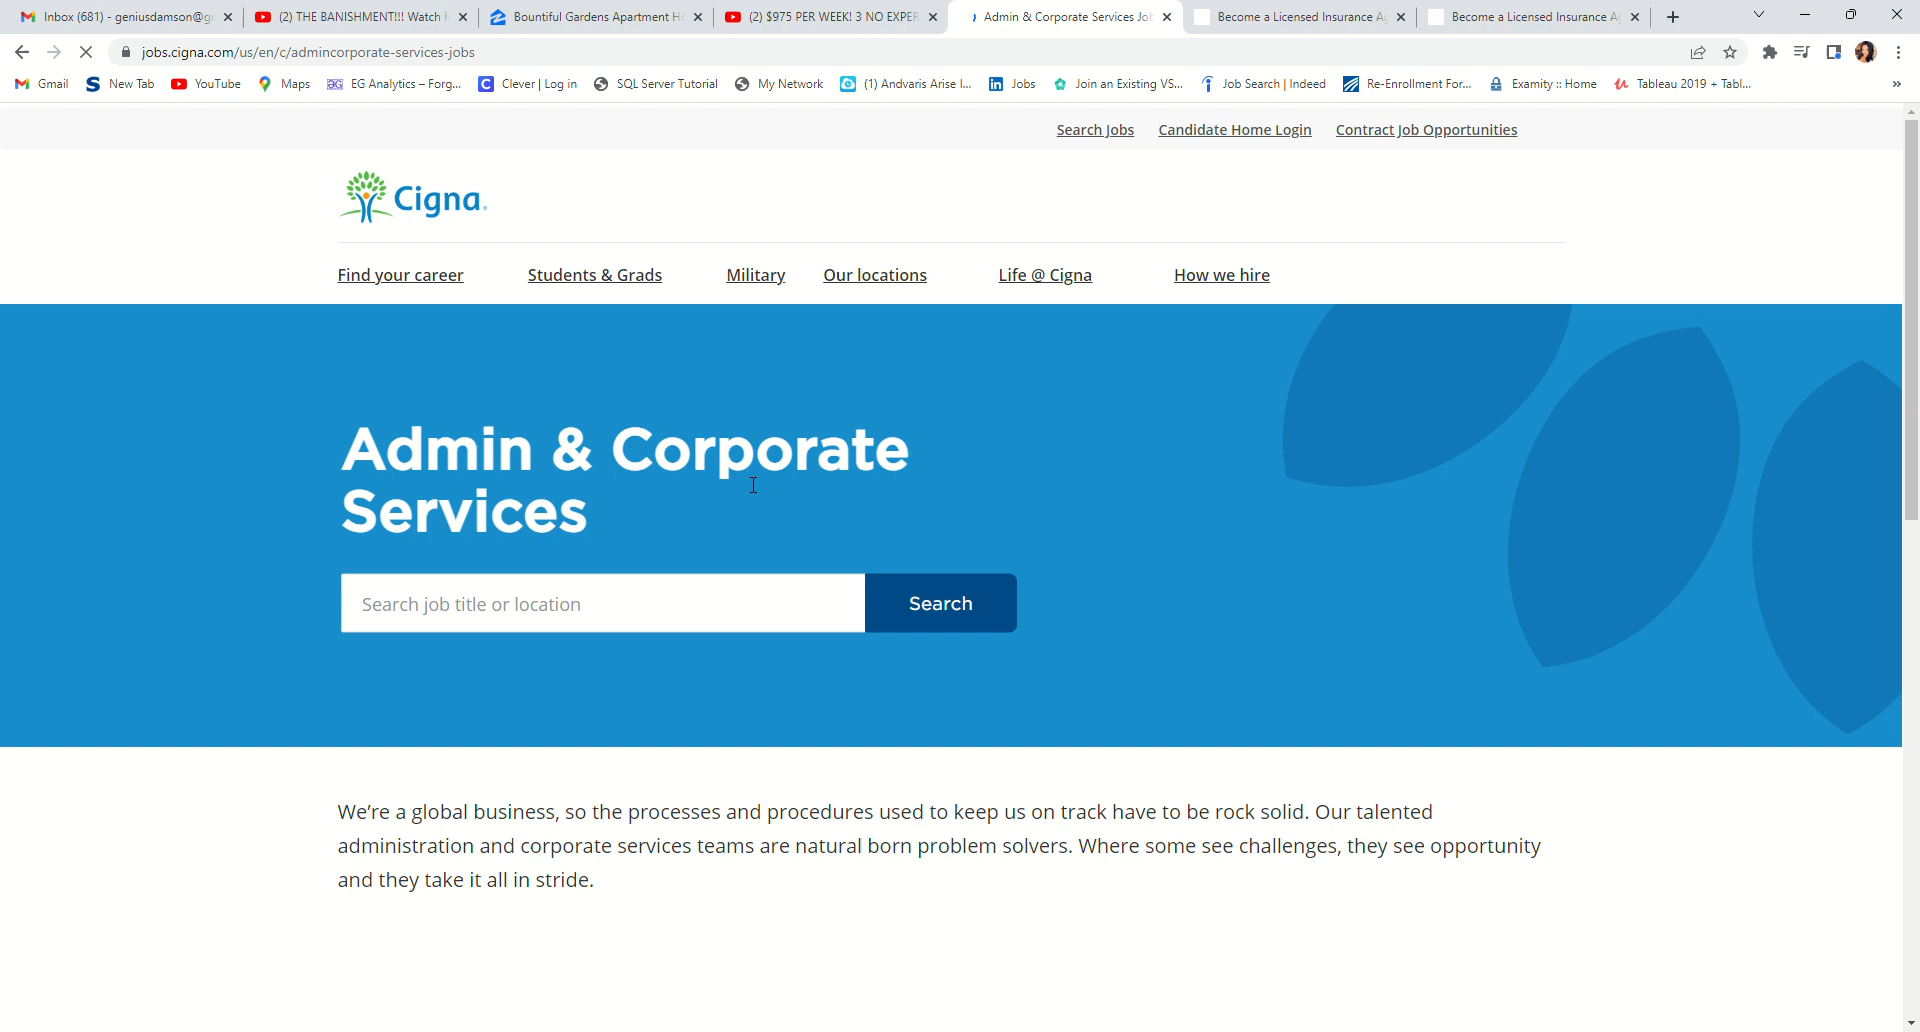 Inbox (681) - geniusdamson@g
(2) THE BANISHMENT!!! Watch
Bountiful Gardens Apartment H
(2) $975 PER WEEK! 3 NO EXPER
Admin & Corporate Services Jo
Become a Licensed Insurance A
Become a Licensed Insurance A
jobs.cigna.com/us/en/c/admincorporate-services-jobs
Gmail
New Tab
YouTube
Maps
EG Analytics – Forg...
Clever | Log in
SQL Server Tutorial
My Network
(1) Andvaris Arise I...
Jobs
Join an Existing VS...
Job Search | Indeed
Re-Enrollment For...
Examity :: Home
Tableau 2019 + Tabl...
Search Jobs
Candidate Home Login
Contract Job Opportunities
Cigna.
Find your career
Students & Grads
Military
Our locations
Life @ Cigna
How we hire
Admin & Corporate
Services
Search job title or location
Search
We’re a global business, so the processes and procedures used to keep us on track have to be rock solid. Our talented
administration and corporate services teams are natural born problem solvers. Where some see challenges, they see opportunity
and they take it all in stride.